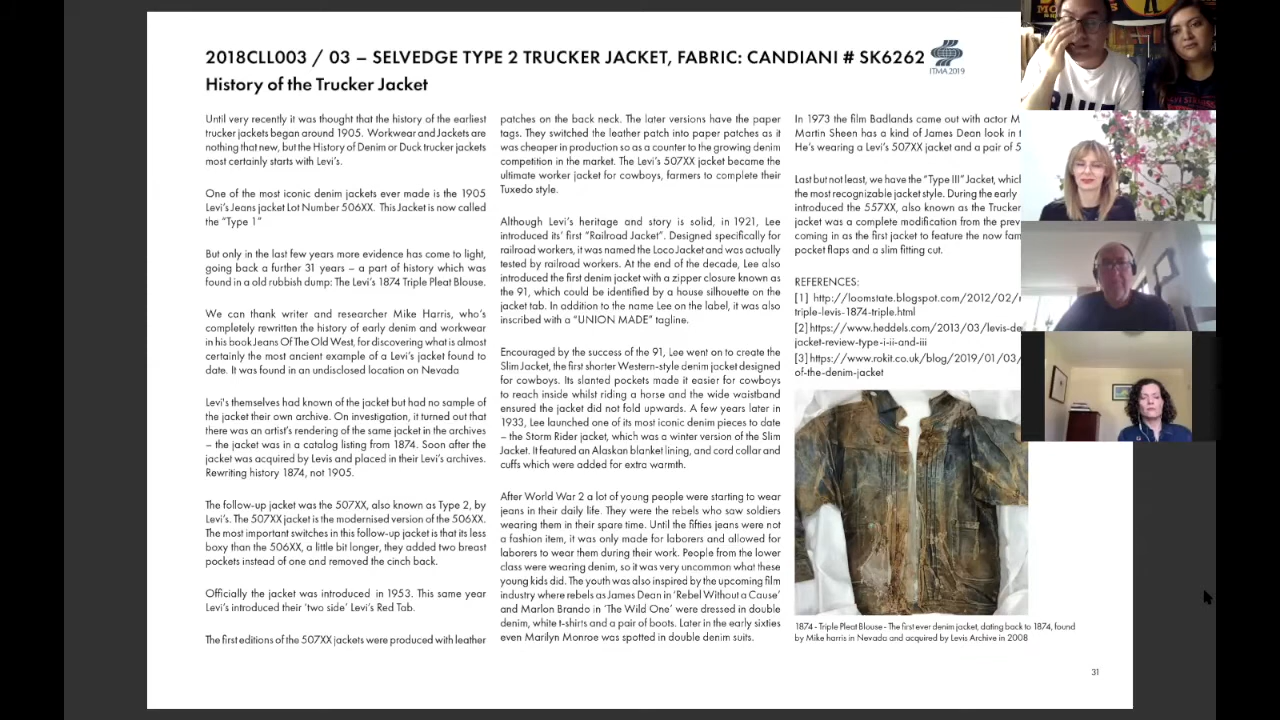 2018CLL003 / 03 – SELVEDGE TYPE 2 TRUCKER JACKET, FABRIC: CANDIANI # SK6262
ITMA 2019
History of the Trucker Jacket
Until very recently it was thought that the history of the earliest
trucker jackets began around 1905. Workwear and Jackets are
nothing that new, but the History of Denim or Duck trucker jackets
most certainly starts with Levi's.
One of the most iconic denim jackets ever made is the 1905
Levi's Jeans jacket Lot Number 506XX. This Jacket is now called
the "Type 1"
But only in the last few years more evidence has come to light,
going back a further 31 years – a part of history which was
found in a old rubbish dump: The Levi's 1874 Triple Pleat Blouse.
We can thank writer and researcher Mike Harris, who's
completely rewritten the history of early denim and workwear
in his book Jeans Of The Old West, for discovering what is almost
certainly the most ancient example of a Levi's jacket found to
date. It was found in an undisclosed location on Nevada
Levi's themselves had known of the jacket but had no sample of
the jacket their own archive. On investigation, it turned out that
there was an artist's rendering of the same jacket in the archives
– the jacket was in a catalog listing from 1874. Soon after the
jacket was acquired by Levis and placed in their Levi's archives.
Rewriting history 1874, not 1905.
The follow-up jacket was the 507XX, also known as Type 2, by
Levi's. The 507XX jacket is the modernised version of the 506XX.
The most important switches in this follow-up jacket is that its less
boxy than the 506XX, a little bit longer, they added two breast
pockets instead of one and removed the cinch back.
Officially the jacket was introduced in 1953. This same year
Levi's introduced their 'two side' Levi's Red Tab.
The first editions of the 507XX jackets were produced with leather
patches on the back neck. The later versions have the paper
tags. They switched the leather patch into paper patches as it
was cheaper in production so as a counter to the growing denim
competition in the market. The Levi's 507XX jacket became the
ultimate worker jacket for cowboys, farmers to complete their
Tuxedo style.
Although Levi's heritage and story is solid, in 1921, Lee
introduced its' first "Railroad Jacket". Designed specifically for
railroad workers, it was named the Loco Jacket and was actually
tested by railroad workers. At the end of the decade, Lee also
introduced the first denim jacket with a zipper closure known as
the 91, which could be identified by a house silhouette on the
jacket tab. In addition to the name Lee on the label, it was also
inscribed with a "UNION MADE" tagline.
Encouraged by the success of the 91, Lee went on to create the
Slim Jacket, the first shorter Western-style denim jacket designed
for cowboys. Its slanted pockets made it easier for cowboys
to reach inside whilst riding a horse and the wide waistband
ensured the jacket did not fold upwards. A few years later in
1933, Lee launched one of its most iconic denim pieces to date
– the Storm Rider jacket, which was a winter version of the Slim
Jacket. It featured an Alaskan blanket lining, and cord collar and
cuffs which were added for extra warmth.
After World War 2 a lot of young people were starting to wear
jeans in their daily life. They were the rebels who saw soldiers
wearing them in their spare time. Until the fifties jeans were not
a fashion item, it was only made for laborers and allowed for
laborers to wear them during their work. People from the lower
class were wearing denim, so it was very uncommon what these
young kids did. The youth was also inspired by the upcoming film
industry where rebels as James Dean in 'Rebel Without a Cause'
and Marlon Brando in 'The Wild One' were dressed in double
denim, white t-shirts and a pair of boots. Later in the early sixties
even Marilyn Monroe was spotted in double denim suits.
In 1973 the film Badlands came out with actor M
Martin Sheen has a kind of James Dean look in t
He's wearing a Levi's 507XX jacket and a pair of 5
Last but not least, we have the "Type III" Jacket, which
the most recognizable jacket style. During the early
introduced the 557XX, also known as the Trucker
jacket was a complete modification from the prev
coming in as the first jacket to feature the now fam
pocket flaps and a slim fitting cut.
REFERENCES:
[1] http://loomstate.blogspot.com/2012/02/
triple-levis-1874-triple.html
[2]https://www.heddels.com/2013/03/levis-de
jacket-review-type-i-ii-and-iii
[3]https://www.rokit.co.uk/blog/2019/01/03/
of-the-denim-jacket
1874 - Triple Pleat Blouse - The first ever denim jacket, dating back to 1874, found
by Mike harris in Nevada and acquired by Levis Archive in 2008
31